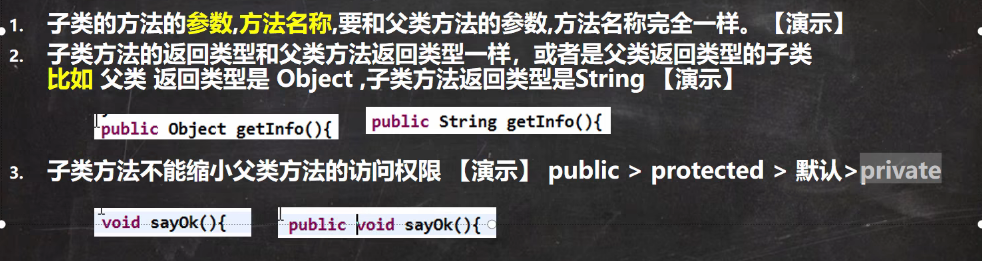 1. 子类的方法的参数,方法名称,要和父类方法的参数,方法名称完全一样。【演示】
2. 子类方法的返回类型和父类方法返回类型一样，或者是父类返回类型的子类
比如 父类 返回类型是 Object ,子类方法返回类型是String 【演示】
public Object getInfo(){
public String getInfo(){
3. 子类方法不能缩小父类方法的访问权限 【演示】 public > protected > 默认>private
void sayOk(){
public void sayOk(){